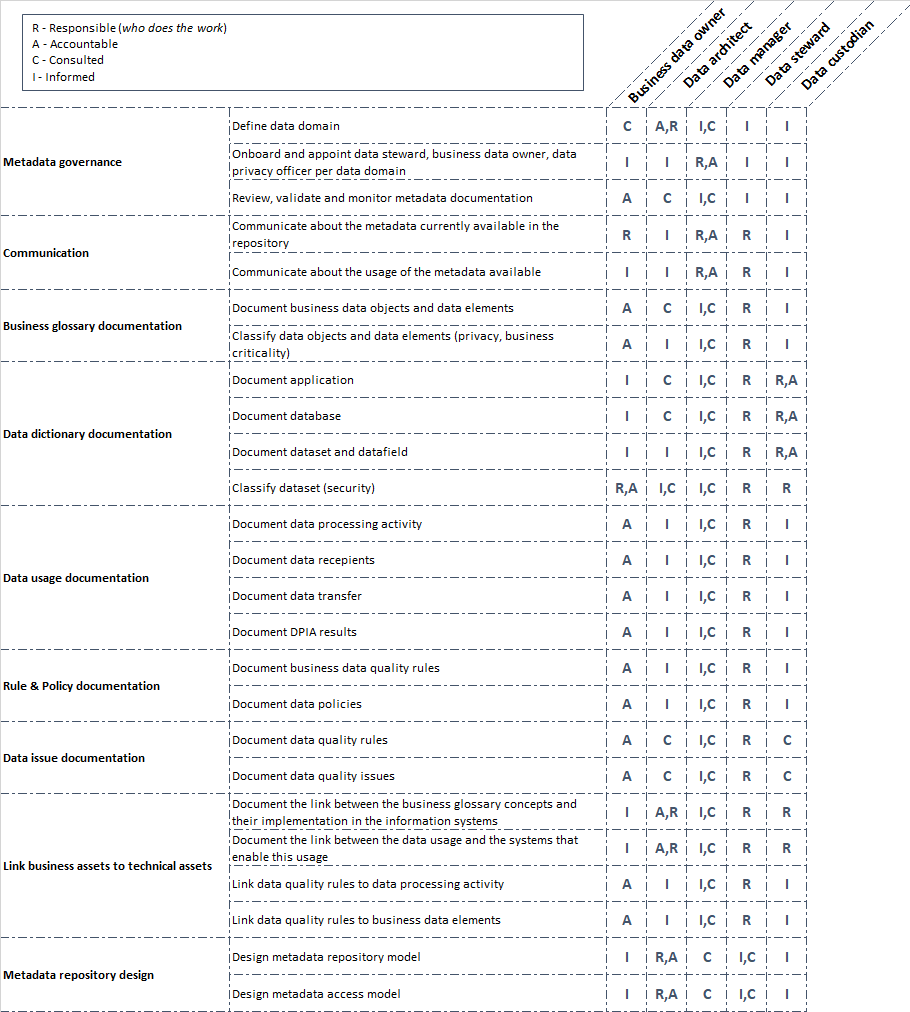 R - Responsible (who does the work)
A - Accountable
C - Consulted
I - Informed
Business data owner
Data architect
Data manager
Data steward
Data custodian
Metadata governance
Define data domain C A,R I,C I I
Onboard and appoint data steward, business data owner, data
privacy officer per data domain I I R,A I I
Review, validate and monitor metadata documentation A C I,C I I
Communication
Communicate about the metadata currently available in the
repository R I R,A R I
Communicate about the usage of the metadata available I I R,A R I
Business glossary documentation
Document business data objects and data elements A C I,C R I
Classify data objects and data elements (privacy, business
criticality) A I I,C R I
Data dictionary documentation
Document application I C I,C R R,A
Document database I C I,C R R,A
Document dataset and datafield I I I,C R R,A
Classify dataset (security) R,A I,C I,C R R
Data usage documentation
Document data processing activity A I I,C R I
Document data recepients A I I,C R I
Document data transfer A I I,C R I
Document DPIA results A I I,C R I
Rule & Policy documentation
Document business data quality rules A I I,C R I
Document data policies A I I,C R I
Data issue documentation
Document data quality rules A C I,C R C
Document data quality issues A C I,C R C
Link business assets to technical assets
Document the link between the business glossary concepts and
their implementation in the information systems I A,R I,C R R
Document the link between the data usage and the systems that
enable this usage I A,R I,C R R
Link data quality rules to data processing activity A I I,C R I
Link data quality rules to business data elements A I I,C R I
Metadata repository design
Design metadata repository model I R,A C I,C I
Design metadata access model I R,A C I,C I